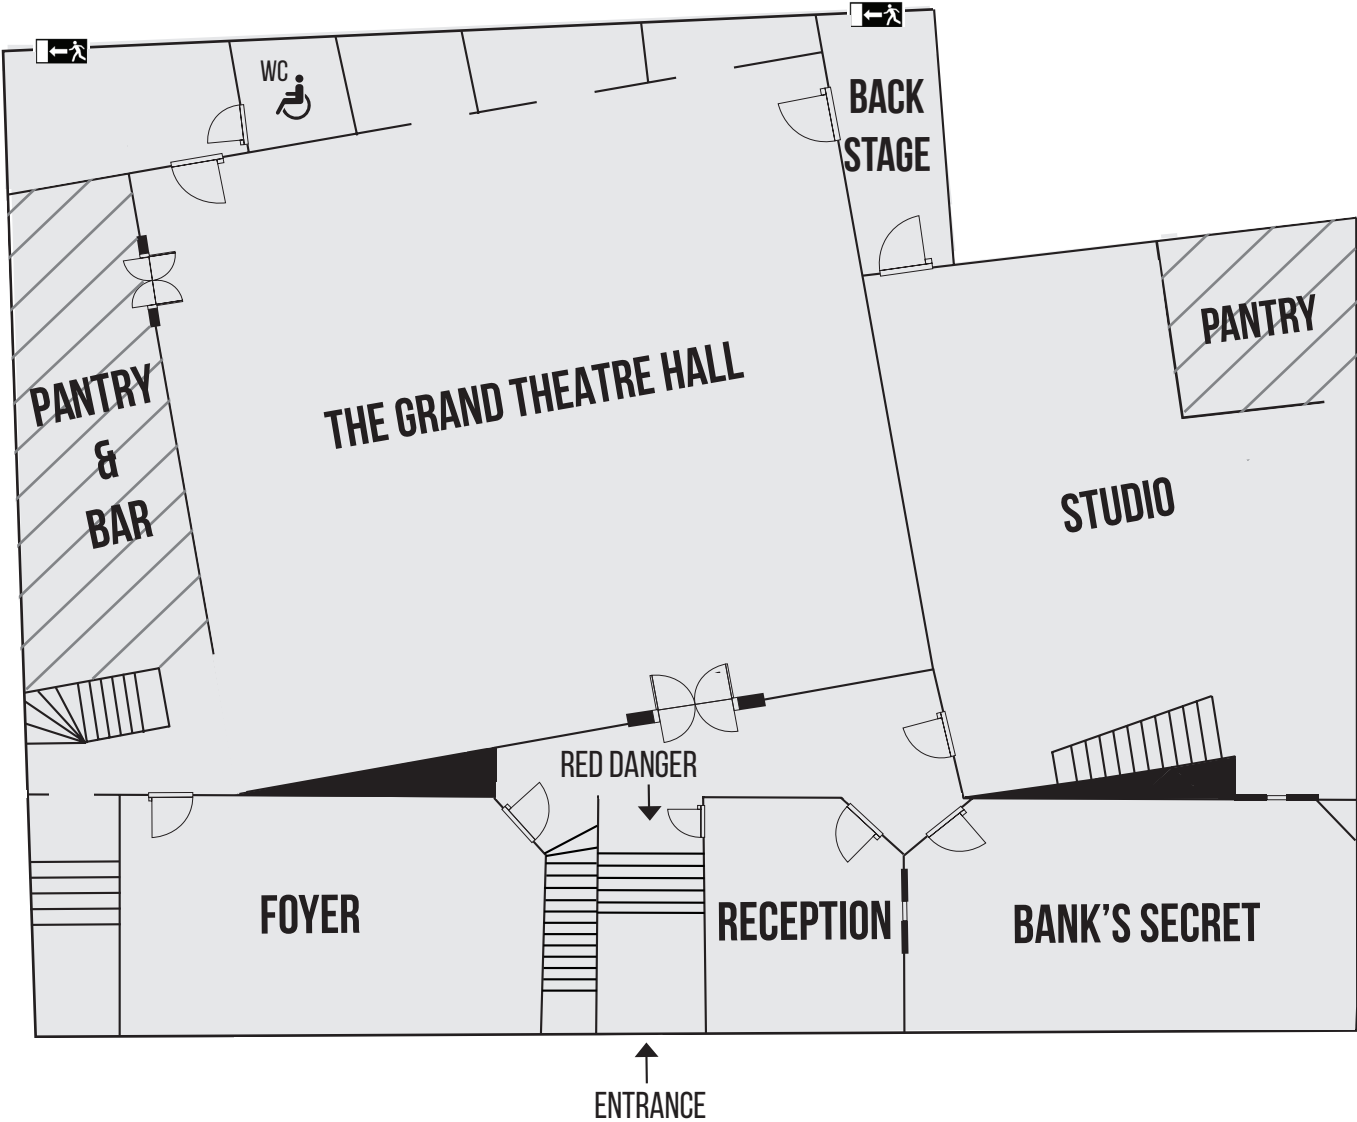 WC
BACK
STAGE
PANTRY
PANTRY
&
BAR
THE GRAND THEATRE HALL
STUDIO
RED DANGER
FOYER
RECEPTION
BANK'S SECRET
ENTRANCE